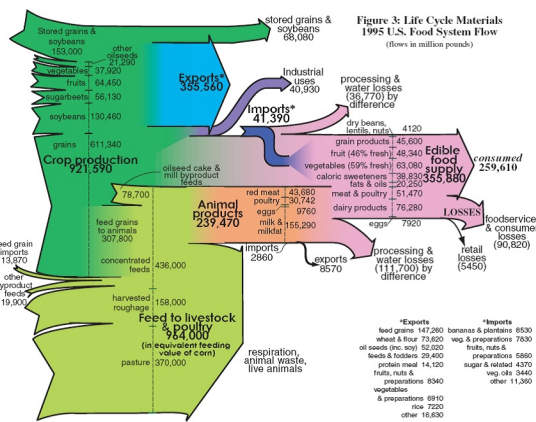 Figure 3: Life Cycle Materials
1995 U.S. Food System Flow
(flows in million pounds)
stored grains &
soybeans
68,080
Stored grains &
soybeans
153,000
other
oilseeds
21,290
vegetables 37,920
fruits 64,450
sugarbeets 56,130
soybeans 130,460
grains 611,340
Crop production
921,590
Exports*
355,560
Industrial
uses
40,930
Imports*
41,390
processing &
water losses
(36,770) by
difference
dry beans,
lentils, nuts 4120
grain products 45,600
fruit (46% fresh) 48,340
vegetables (59% fresh) 63,080
caloric sweeteners 38,830
fats & oils 20,250
meat & poultry 51,470
dairy products 76,280
eggs 7920
Edible
food
supply
355,880
consumed
259,610
LOSSES
foodservice
& consume
losses
(90,820)
retail
losses
(5450)
oilseed cake &
mill byproduct
feeds
78,700
feed grains
to animals
307,800
Animal
products
239,470
red meat 43,680
poultry 30,742
eggs 9760
milk &
milkfat 155,290
imports
2860
exports
8570
processing &
water losses
(111,700) by
difference
eed grain
imports
13,870
other
yproduct
feeds
19,900
concentrated
feeds 436,000
harvested
roughage 158,000
Feed to livestock
& poultry
964,000
(in equivalent feeding
value of corn)
pasture 370,000
respiration,
animal waste,
live animals
*Exports
feed grains 147,260
wheat & flour 73,620
oil seeds (inc. soy) 52,020
feeds & fodders 29,400
protein meal 14,120
fruits, nuts &
preparations 8340
vegetables
& preparations 6910
rice 7220
other 16,630
*Imports
bananas & plantains 8530
veg. & preparations 7830
fruits, nuts &
preparations 5860
sugar & related 4370
veg. oils 3440
other 11,360